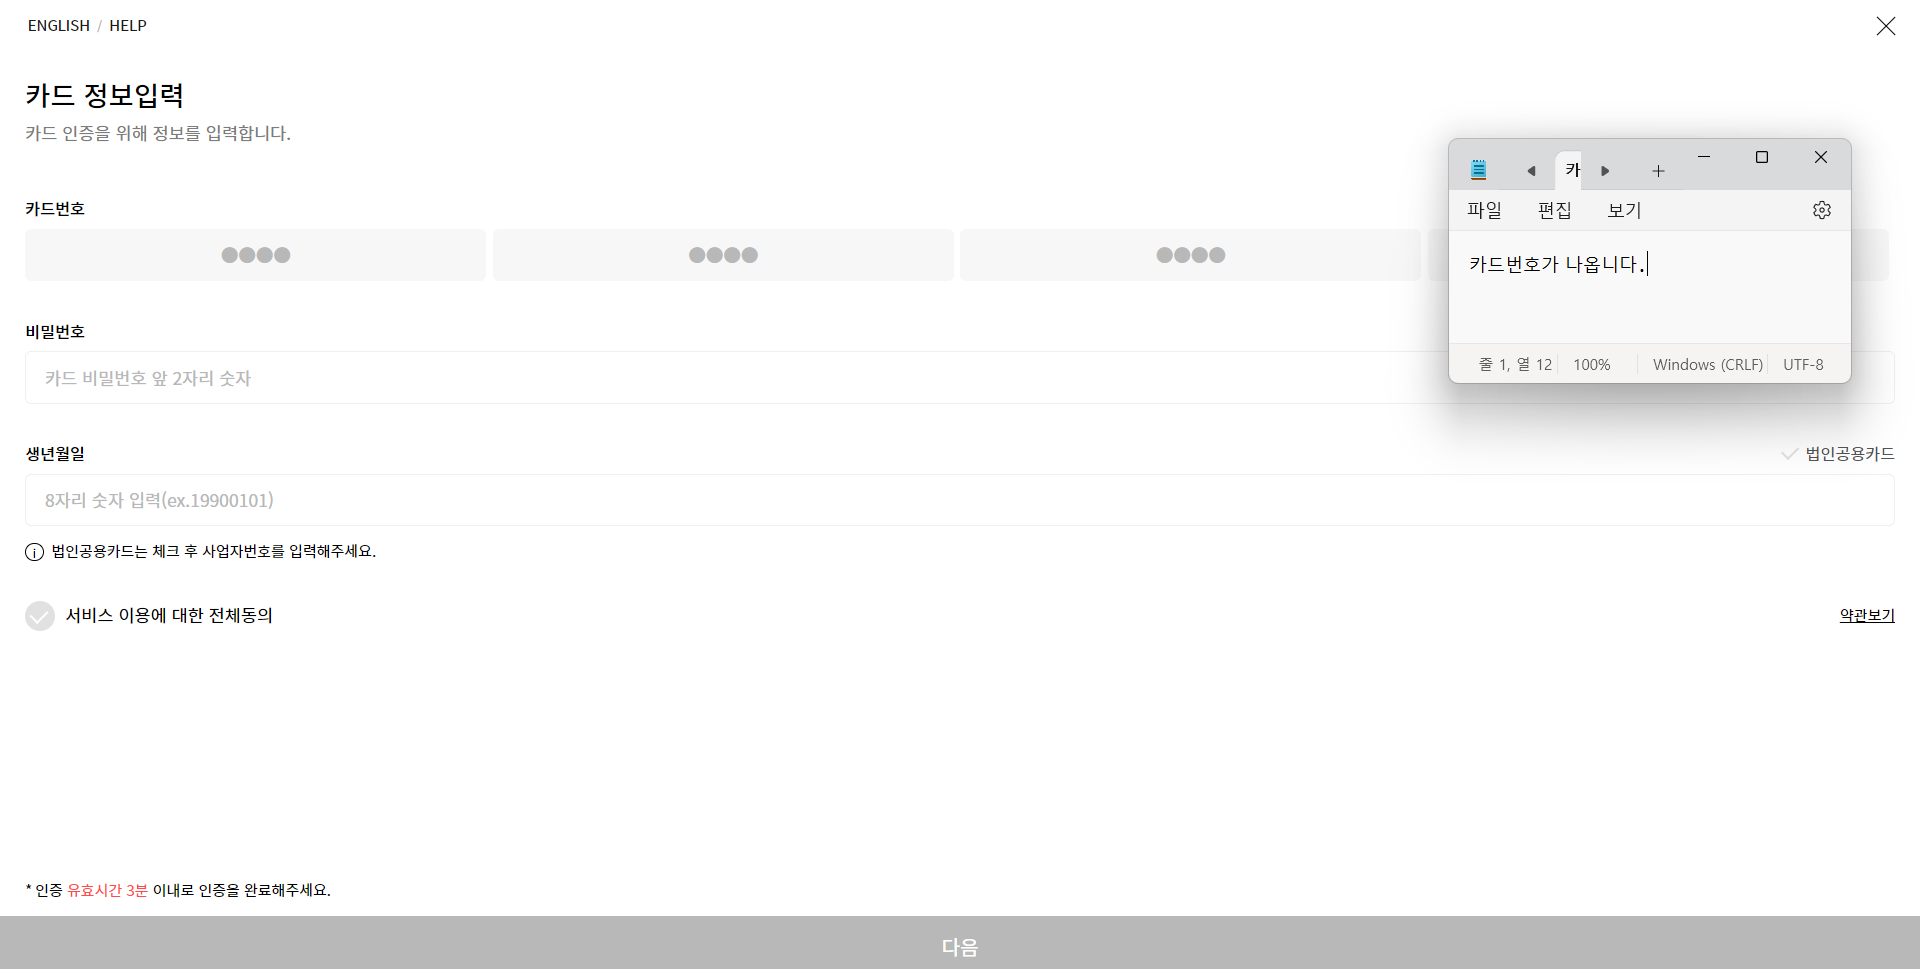 ENGLISH / HELP
카드 정보입력
카드 인증을 위해 정보를 입력합니다.
카드번호
●●●● ●●●● ●●●●
비밀번호
카드 비밀번호 앞 2자리 숫자
생년월일
법인공용카드
8자리 숫자 입력(ex.19900101)
법인공용카드는 체크 후 사업자번호를 입력해주세요.
서비스 이용에 대한 전체동의
약관보기
* 인증 유효시간 3분 이내로 인증을 완료해주세요.
다음
카
파일 편집 보기
카드번호가 나옵니다.
줄 1, 열 12 100% Windows (CRLF) UTF-8